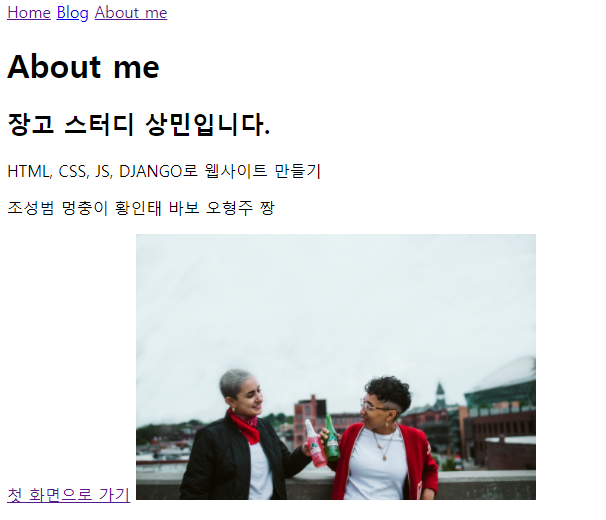 Home Blog About me
About me
장고 스터디 상민입니다.
HTML, CSS, JS, DJANGO로 웹사이트 만들기
조성범 멍충이 황인태 바보 오형주 짱
첫 화면으로 가기